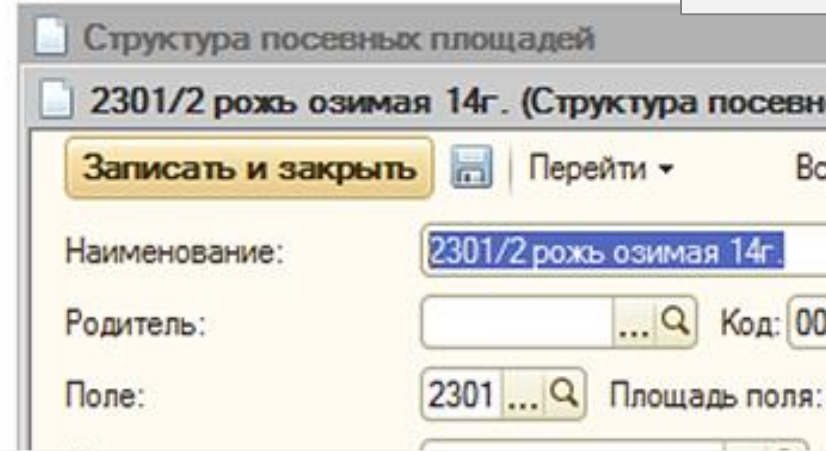 Структура посевных площадей
2301/2 рожь озимая 14г. (Структура посевн
Записать и закрыть Перейти
Наименование: 2301/2 рожь озимая 14г.
Родитель: ... Код: 00
Поле: 2301 ... Площадь поля: